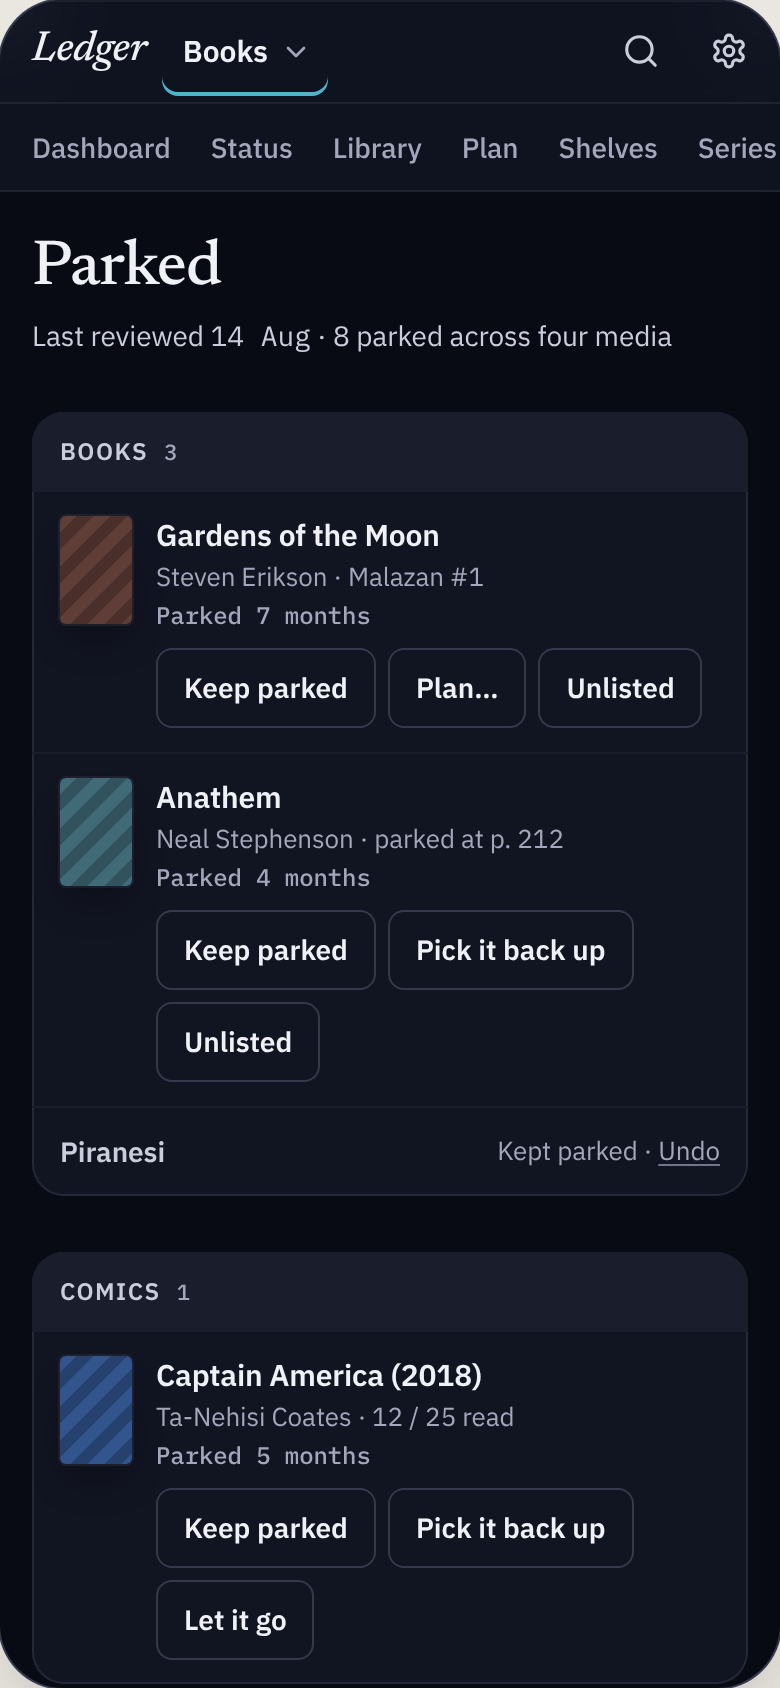 Ledger Books
Dashboard Status Library Plan Shelves Series
Parked
Last reviewed 14 Aug · 8 parked across four media
BOOKS 3
Gardens of the Moon
Steven Erikson · Malazan #1
Parked 7 months
Keep parked Plan... Unlisted
Anathem
Neal Stephenson · parked at p. 212
Parked 4 months
Keep parked Pick it back up
Unlisted
Piranesi Kept parked · Undo
COMICS 1
Captain America (2018)
Ta-Nehisi Coates · 12 / 25 read
Parked 5 months
Keep parked Pick it back up
Let it go